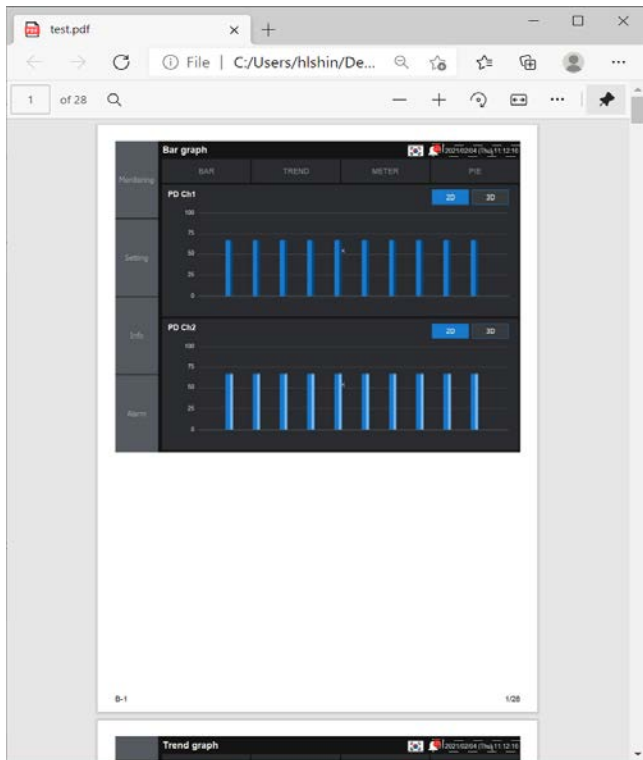 test.pdf
File | C:/Users/hlshin/De...
1 of 28
Bar graph
2021/02/04 (Thu) 11:12:16
Monitoring
BAR TREND METER PIE
PD Ch1
2D 3D
100
75
50
25
0
Setting
Info
PD Ch2
2D 3D
100
75
50
25
0
Alarm
B-1
1/28
Trend graph
2021/02/04 (Thu) 11:12:16